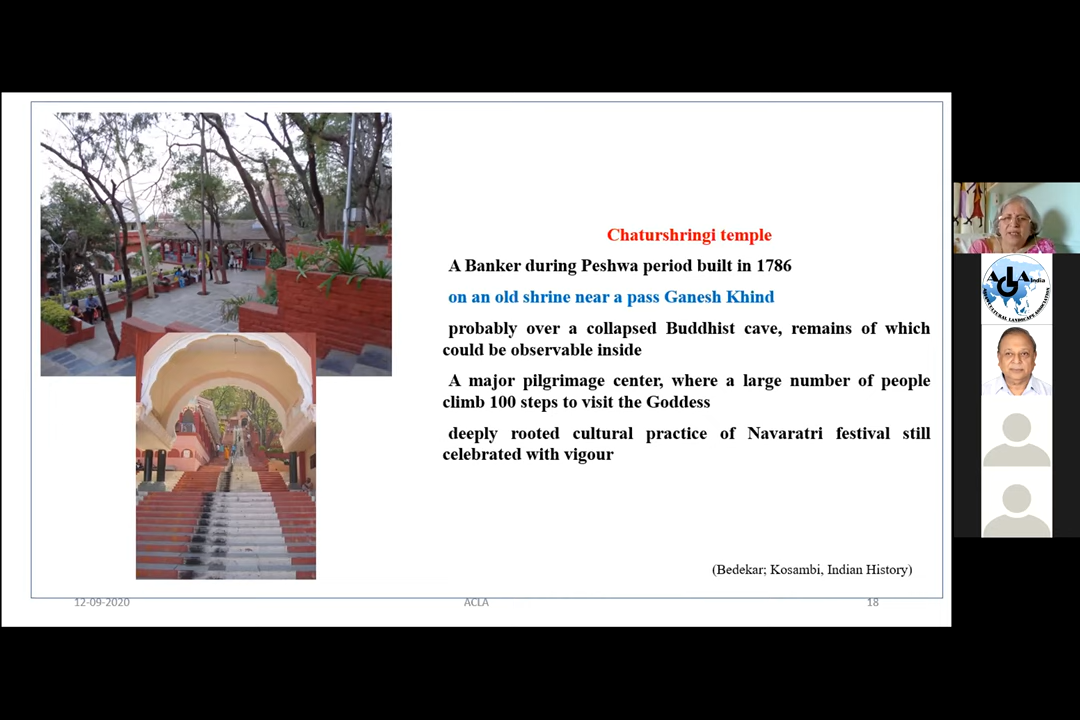 Chaturshringi temple
A Banker during Peshwa period built in 1786
on an old shrine near a pass Ganesh Khind
probably over a collapsed Buddhist cave, remains of which
could be observable inside
A major pilgrimage center, where a large number of people
climb 100 steps to visit the Goddess
deeply rooted cultural practice of Navaratri festival still
celebrated with vigour
(Bedekar; Kosambi, Indian History)
12-09-2020
ACLA
18
ACLA
India